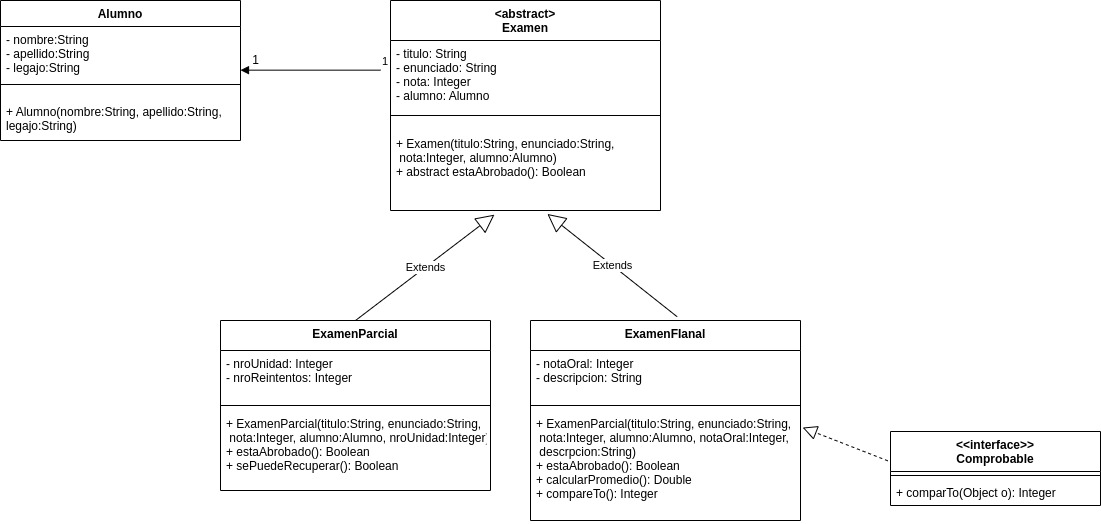 Alumno
- nombre:String
- apellido:String
- legajo:String
+ Alumno(nombre:String, apellido:String,
legajo:String)
1
1
<abstract>
Examen
- titulo: String
- enunciado: String
- nota: Integer
- alumno: Alumno
+ Examen(titulo:String, enunciado:String,
nota:Integer, alumno:Alumno)
+ abstract estaAbrobado(): Boolean
Extends
Extends
ExamenParcial
- nroUnidad: Integer
- nroReintentos: Integer
+ ExamenParcial(titulo:String, enunciado:String,
nota:Integer, alumno:Alumno, nroUnidad:Integer)
+ estaAbrobado(): Boolean
+ sePuedeRecuperar(): Boolean
ExamenFIanal
- notaOral: Integer
- descripcion: String
+ ExamenParcial(titulo:String, enunciado:String,
nota:Integer, alumno:Alumno, notaOral:Integer,
descrpcion:String)
+ estaAbrobado(): Boolean
+ calcularPromedio(): Double
+ compareTo(): Integer
<<interface>>
Comprobable
+ comparTo(Object o): Integer